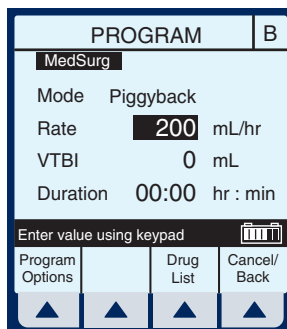 PROGRAM B
MedSurg
Mode Piggyback
Rate 200 mL/hr
VTBI 0 mL
Duration 00:00 hr : min
Enter value using keypad
Program Options Drug List Cancel/ Back